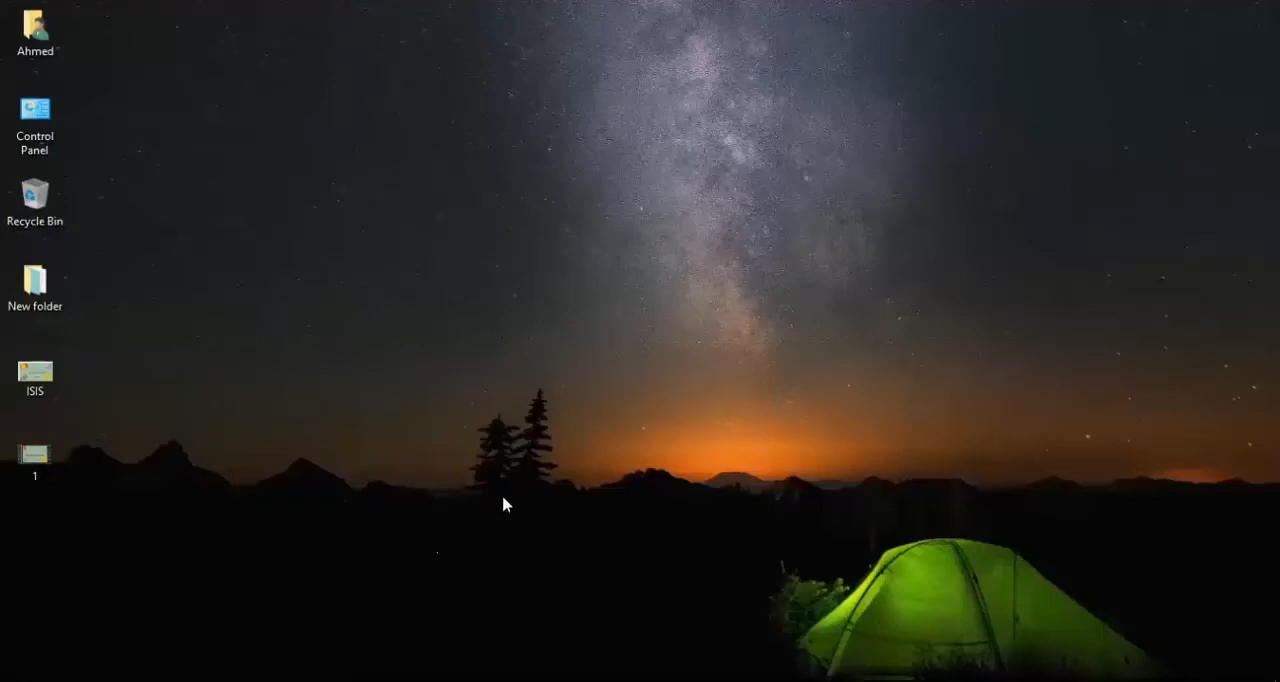 Ahmed
Control
Panel
Recycle Bin
New folder
ISIS
1